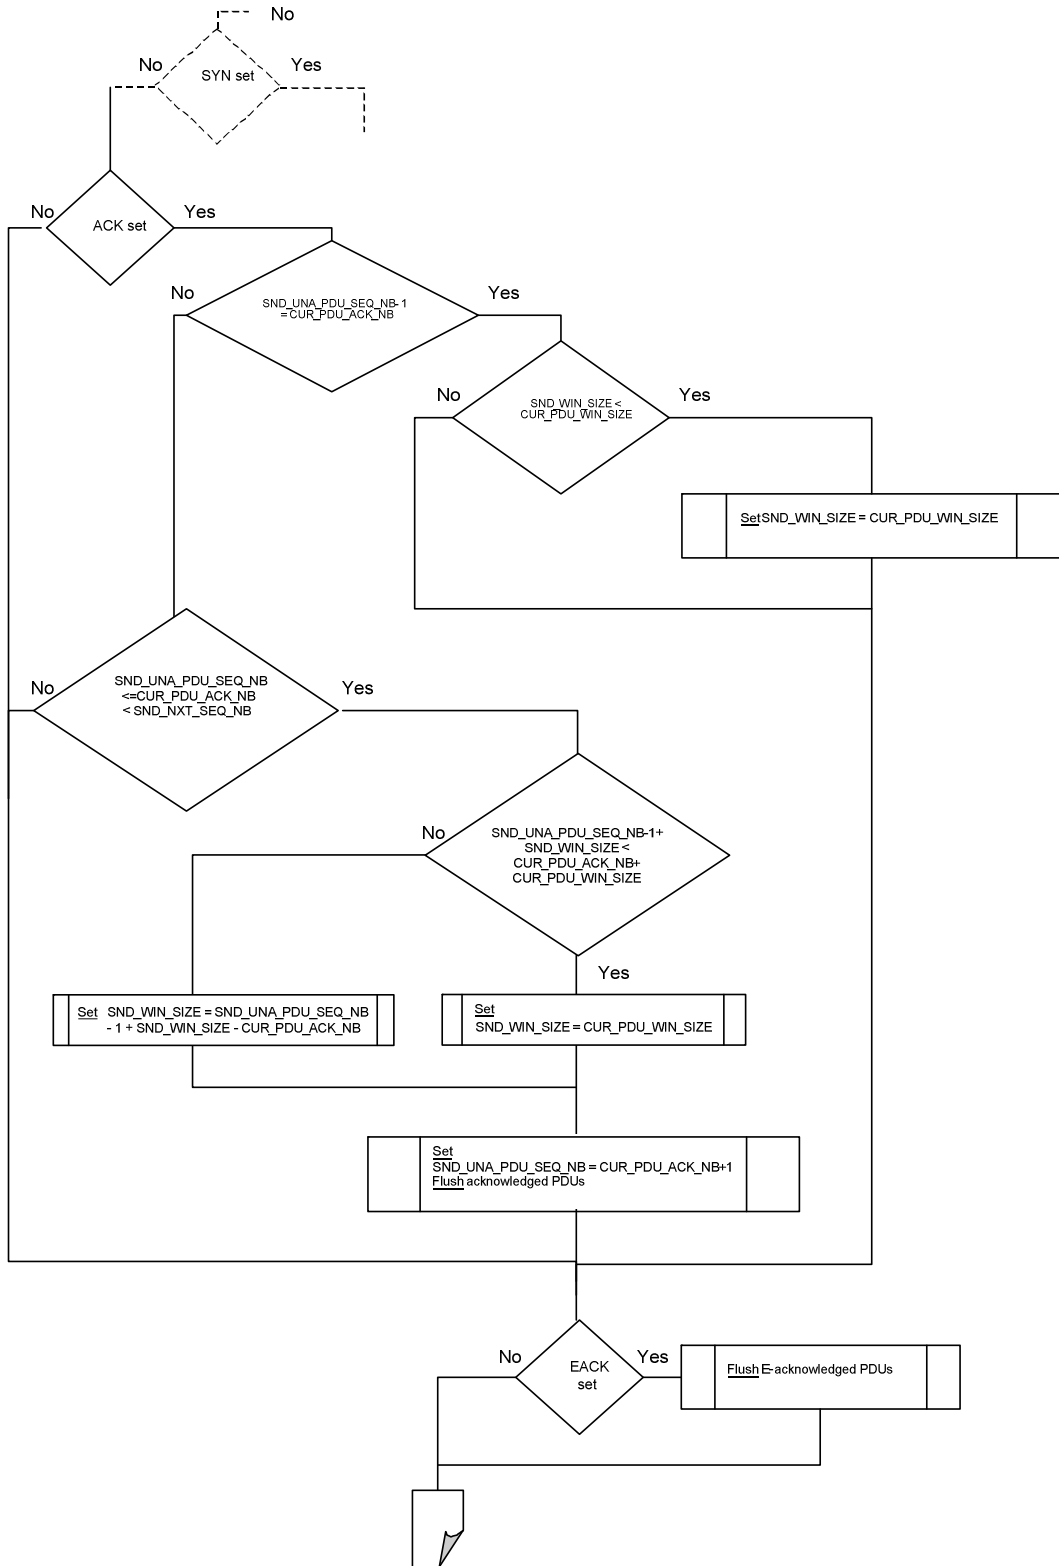 No
No
SYN set
Yes
No
ACK set
Yes
No
SND_UNA_PDU_SEQ_NB-1
=CUR_PDU_ACK_NB
Yes
No
SND_WIN_SIZE <
CUR_PDU_WIN_SIZE
Yes
Set SND_WIN_SIZE = CUR_PDU_WIN_SIZE
No
SND_UNA_PDU_SEQ_NB
<=CUR_PDU_ACK_NB
< SND_NXT_SEQ_NB
Yes
No
SND_UNA_PDU_SEQ_NB-1+
SND_WIN_SIZE <
CUR_PDU_ACK_NB+
CUR_PDU_WIN_SIZE
Yes
Set SND_WIN_SIZE = SND_UNA_PDU_SEQ_NB
- 1 + SND_WIN_SIZE - CUR_PDU_ACK_NB
Set
SND_WIN_SIZE = CUR_PDU_WIN_SIZE
Set
SND_UNA_PDU_SEQ_NB = CUR_PDU_ACK_NB+1
Flush acknowledged PDUs
No
EACK
set
Yes
Flush E-acknowledged PDUs